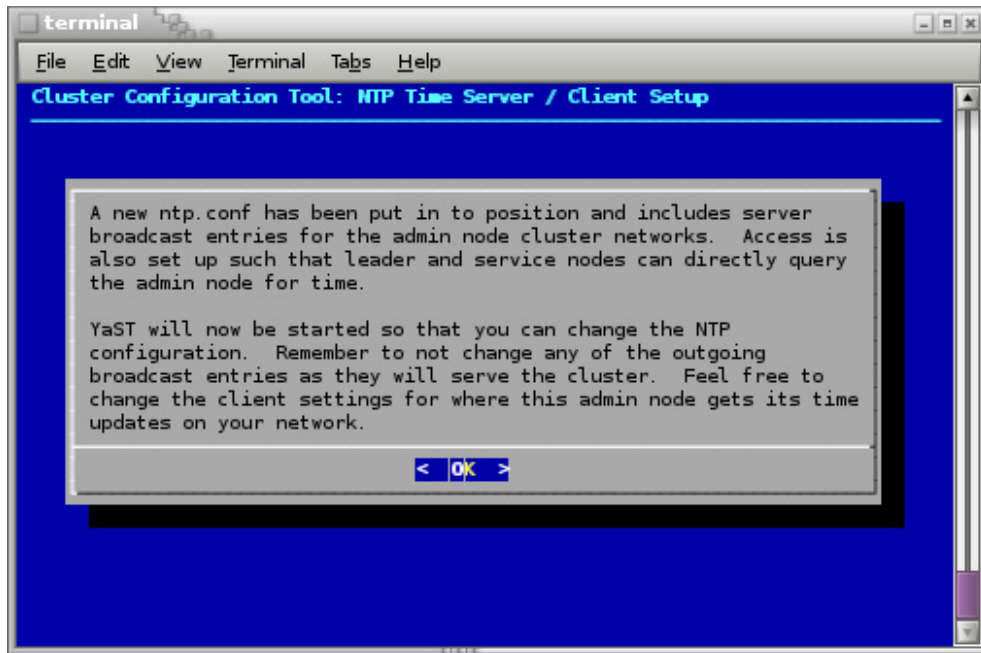 terminal
File Edit View Terminal Tabs Help
Cluster Configuration Tool: NTP Time Server / Client Setup
A new ntp.conf has been put in to position and includes server
broadcast entries for the admin node cluster networks.  Access is
also set up such that leader and service nodes can directly query
the admin node for time.
YaST will now be started so that you can change the NTP
configuration.  Remember to not change any of the outgoing
broadcast entries as they will serve the cluster.  Feel free to
change the client settings for where this admin node gets its time
updates on your network.
<  OK  >